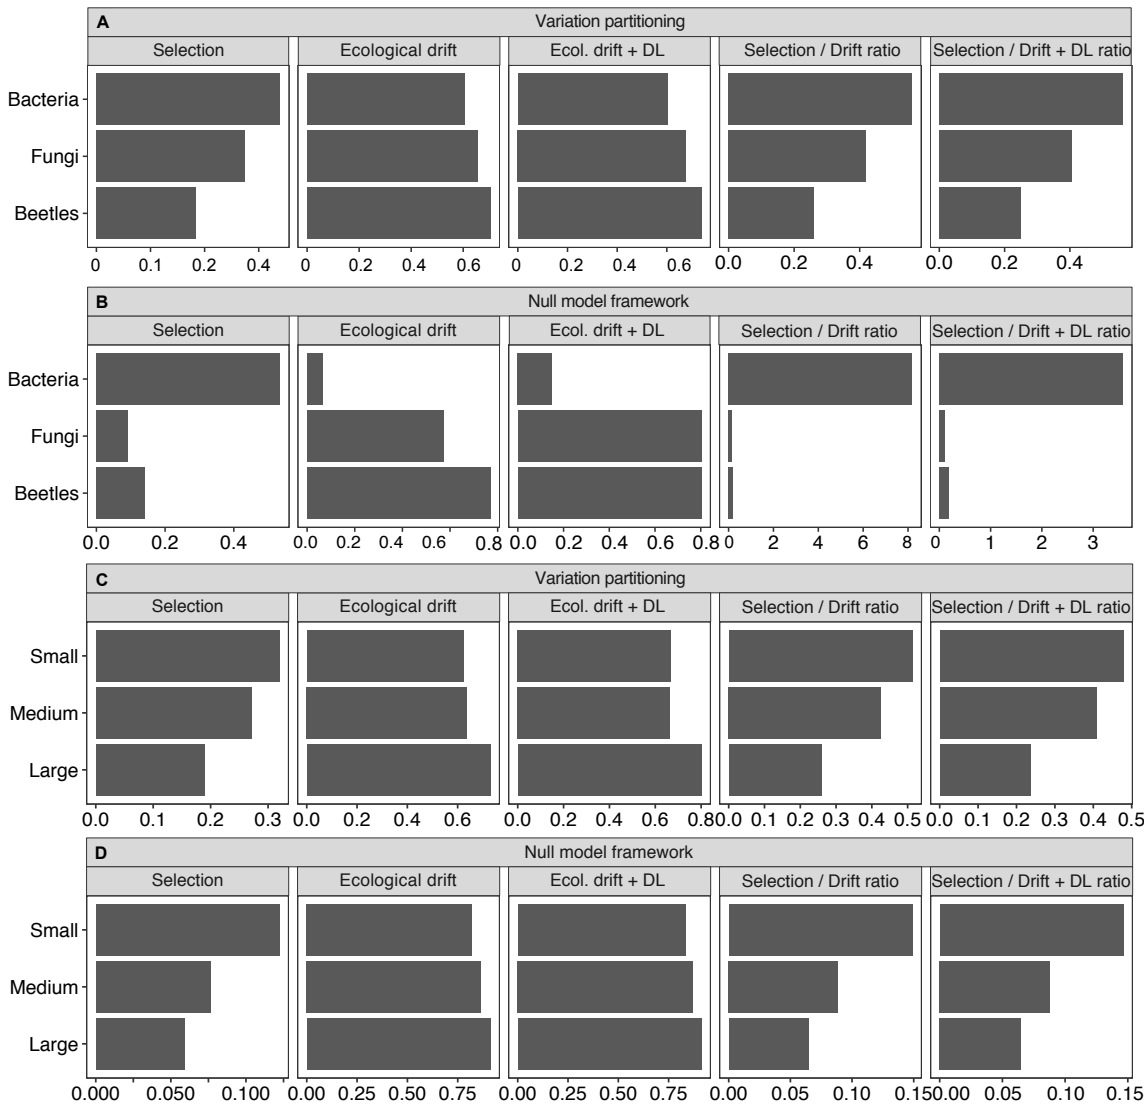 A Variation partitioning
Selection Ecological drift Ecol. drift + DL Selection / Drift ratio Selection / Drift + DL ratio
Bacteria
Fungi
Beetles
0 0.1 0.2 0.4 0 0.2 0.4 0.6 0 0.2 0.4 0.6 0.0 0.2 0.4 0.0 0.2 0.4
B Null model framework
Selection Ecological drift Ecol. drift + DL Selection / Drift ratio Selection / Drift + DL ratio
Bacteria
Fungi
Beetles
0.0 0.2 0.4 0.0 0.2 0.4 0.6 0.8 0.0 0.2 0.4 0.6 0.8 0 2 4 6 8 0 1 2 3
C Variation partitioning
Selection Ecological drift Ecol. drift + DL Selection / Drift ratio Selection / Drift + DL ratio
Small
Medium
Large
0.0 0.1 0.2 0.3 0.0 0.2 0.4 0.6 0.0 0.2 0.4 0.6 0.8 0.0 0.1 0.2 0.3 0.4 0.5 0.0 0.1 0.2 0.3 0.4 0.5
D Null model framework
Selection Ecological drift Ecol. drift + DL Selection / Drift ratio Selection / Drift + DL ratio
Small
Medium
Large
0.000 0.050 0.100 0.00 0.25 0.50 0.75 0.00 0.25 0.50 0.75 0.00 0.05 0.10 0.15 0.00 0.05 0.10 0.15